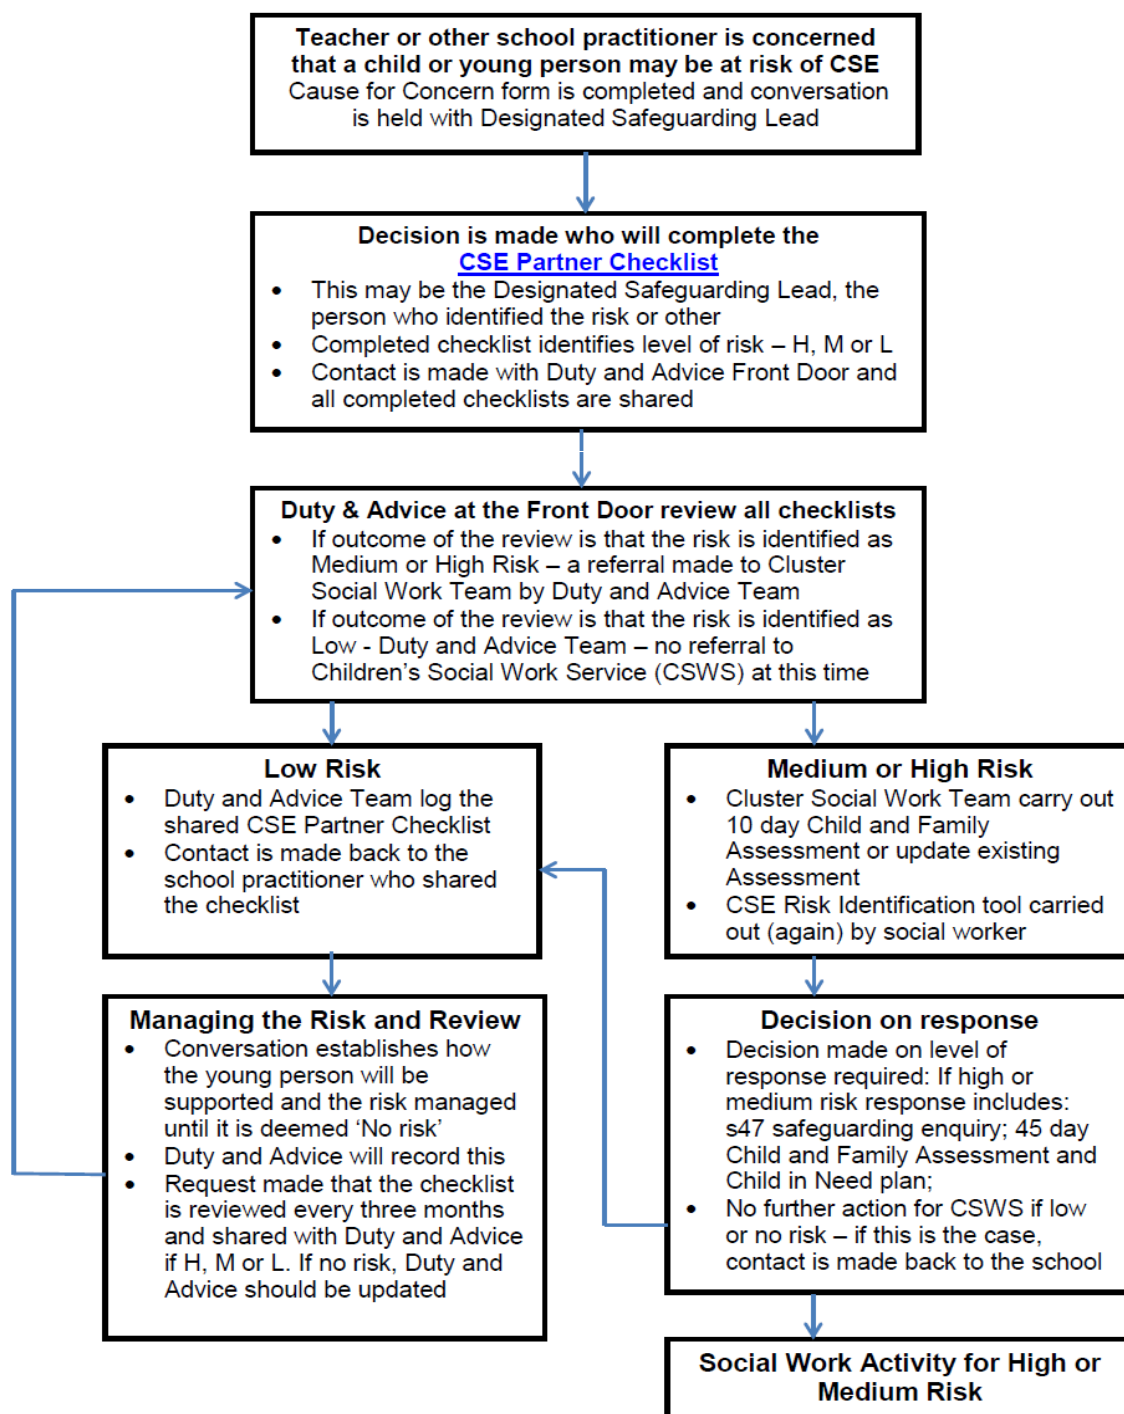 Teacher or other school practitioner is concerned
that a child or young person may be at risk of CSE
Cause for Concern form is completed and conversation
is held with Designated Safeguarding Lead
Decision is made who will complete the
CSE Partner Checklist
• This may be the Designated Safeguarding Lead, the
person who identified the risk or other
• Completed checklist identifies level of risk – H, M or L
• Contact is made with Duty and Advice Front Door and
all completed checklists are shared
Duty & Advice at the Front Door review all checklists
• If outcome of the review is that the risk is identified as
Medium or High Risk – a referral made to Cluster
Social Work Team by Duty and Advice Team
• If outcome of the review is that the risk is identified as
Low - Duty and Advice Team – no referral to
Children's Social Work Service (CSWS) at this time
Low Risk
• Duty and Advice Team log the
shared CSE Partner Checklist
• Contact is made back to the
school practitioner who shared
the checklist
Medium or High Risk
• Cluster Social Work Team carry out
10 day Child and Family
Assessment or update existing
Assessment
• CSE Risk Identification tool carried
out (again) by social worker
Managing the Risk and Review
• Conversation establishes how
the young person will be
supported and the risk managed
until it is deemed 'No risk'
• Duty and Advice will record this
• Request made that the checklist
is reviewed every three months
and shared with Duty and Advice
if H, M or L. If no risk, Duty and
Advice should be updated
Decision on response
• Decision made on level of
response required: If high or
medium risk response includes:
s47 safeguarding enquiry; 45 day
Child and Family Assessment and
Child in Need plan;
• No further action for CSWS if low
or no risk – if this is the case,
contact is made back to the school
Social Work Activity for High or
Medium Risk